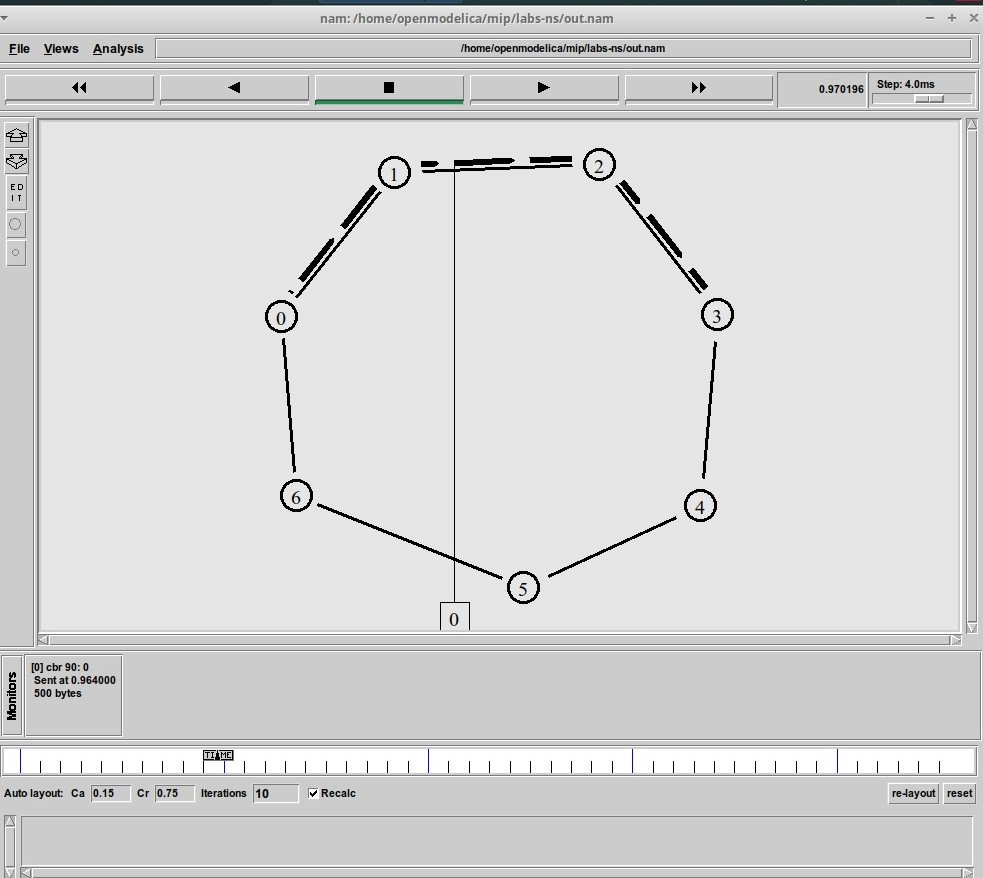 nam: /home/openmodelica/mip/labs-ns/out.nam
File Views Analysis /home/openmodelica/mip/labs-ns/out.nam
0.970196 Step: 4.0ms
E D
I T
1 2
0 3
6 4
5
0
Monitors
[0] cbr 90: 0
Sent at 0.964000
500 bytes
TIME
Auto layout: Ca 0.15 Cr 0.75 Iterations 10 Recalc re-layout reset